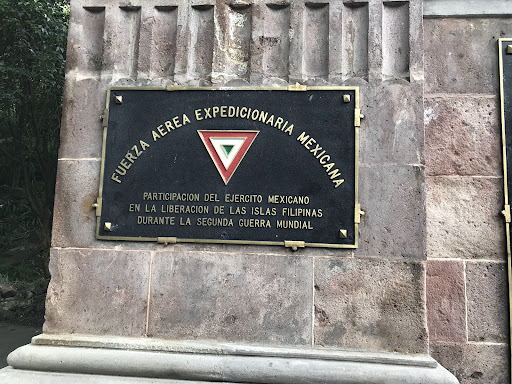 FUERZA AEREA EXPEDICIONARIA MEXICANA
PARTICIPACION DEL EJERCITO MEXICANO
EN LA LIBERACION DE LAS ISLAS FILIPINAS
DURANTE LA SEGUNDA GUERRA MUNDIAL